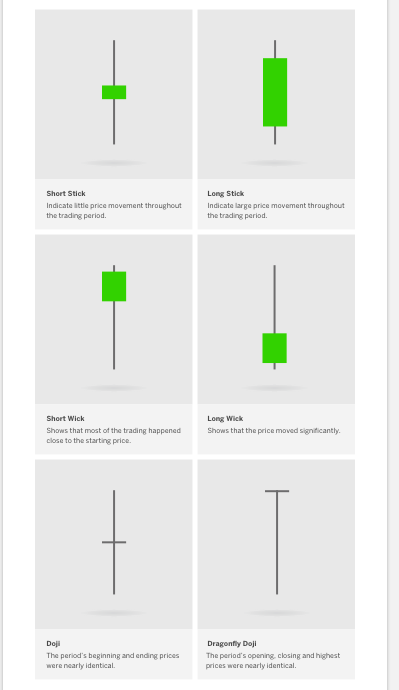 Short Stick
Indicate little price movement throughout
the trading period.
Long Stick
Indicate large price movement throughout
the trading period.
Short Wick
Shows that most of the trading happened
close to the starting price.
Long Wick
Shows that the price moved significantly.
Doji
The period's beginning and ending prices
were nearly identical.
Dragonfly Doji
The period's opening, closing and highest
prices were nearly identical.